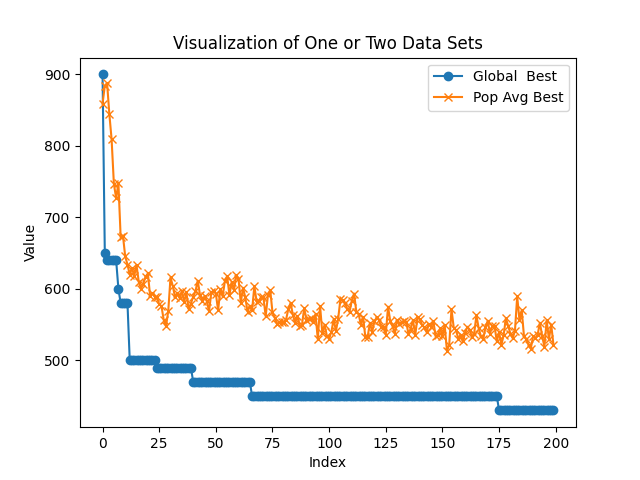 Visualization of One or Two Data Sets
Global  Best
Pop Avg Best
Value
900
800
700
600
500
0
25
50
75
100
125
150
175
200
Index